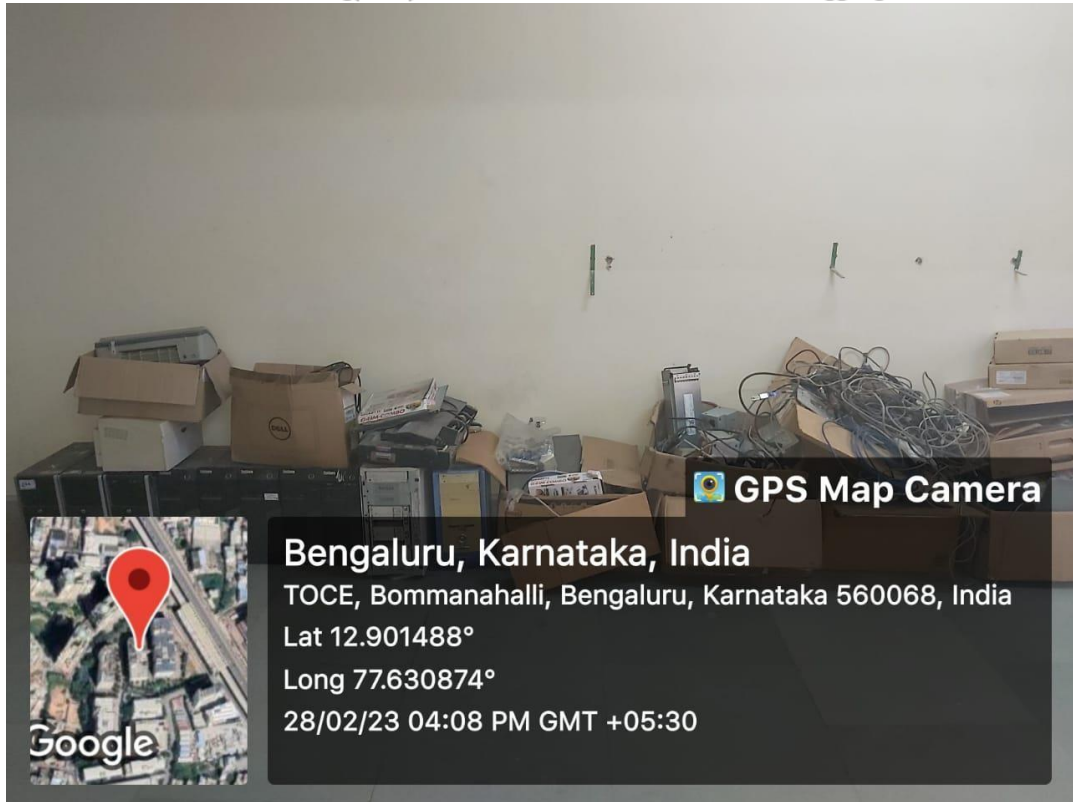 DELL
GPS Map Camera
Bengaluru, Karnataka, India
TOCE, Bommanahalli, Bengaluru, Karnataka 560068, India
Lat 12.901488°
Long 77.630874°
28/02/23 04:08 PM GMT +05:30
Google